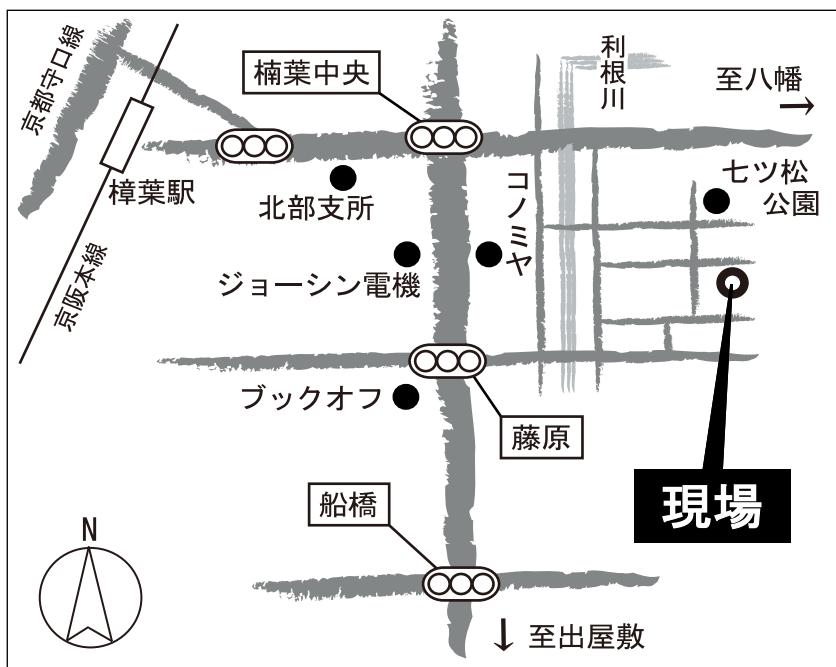 京都守口線
楠葉中央
利根川
至八幡
→
樟葉駅
北部支所
コノミヤ
七ツ松
公園
京阪本線
ジョーシン電機
ブックオフ
藤原
現場
船橋
N
↓ 至出屋敷